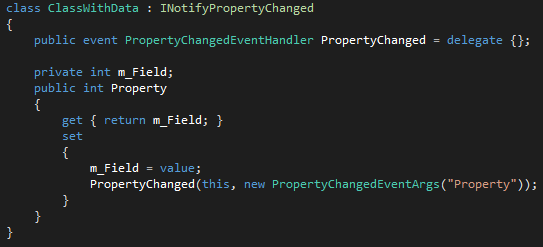 class ClassWithData : INotifyPropertyChanged
{
    public event PropertyChangedEventHandler PropertyChanged = delegate {};

    private int m_Field;
    public int Property
    {
        get { return m_Field; }
        set
        {
            m_Field = value;
            PropertyChanged(this, new PropertyChangedEventArgs("Property"));
        }
    }
}